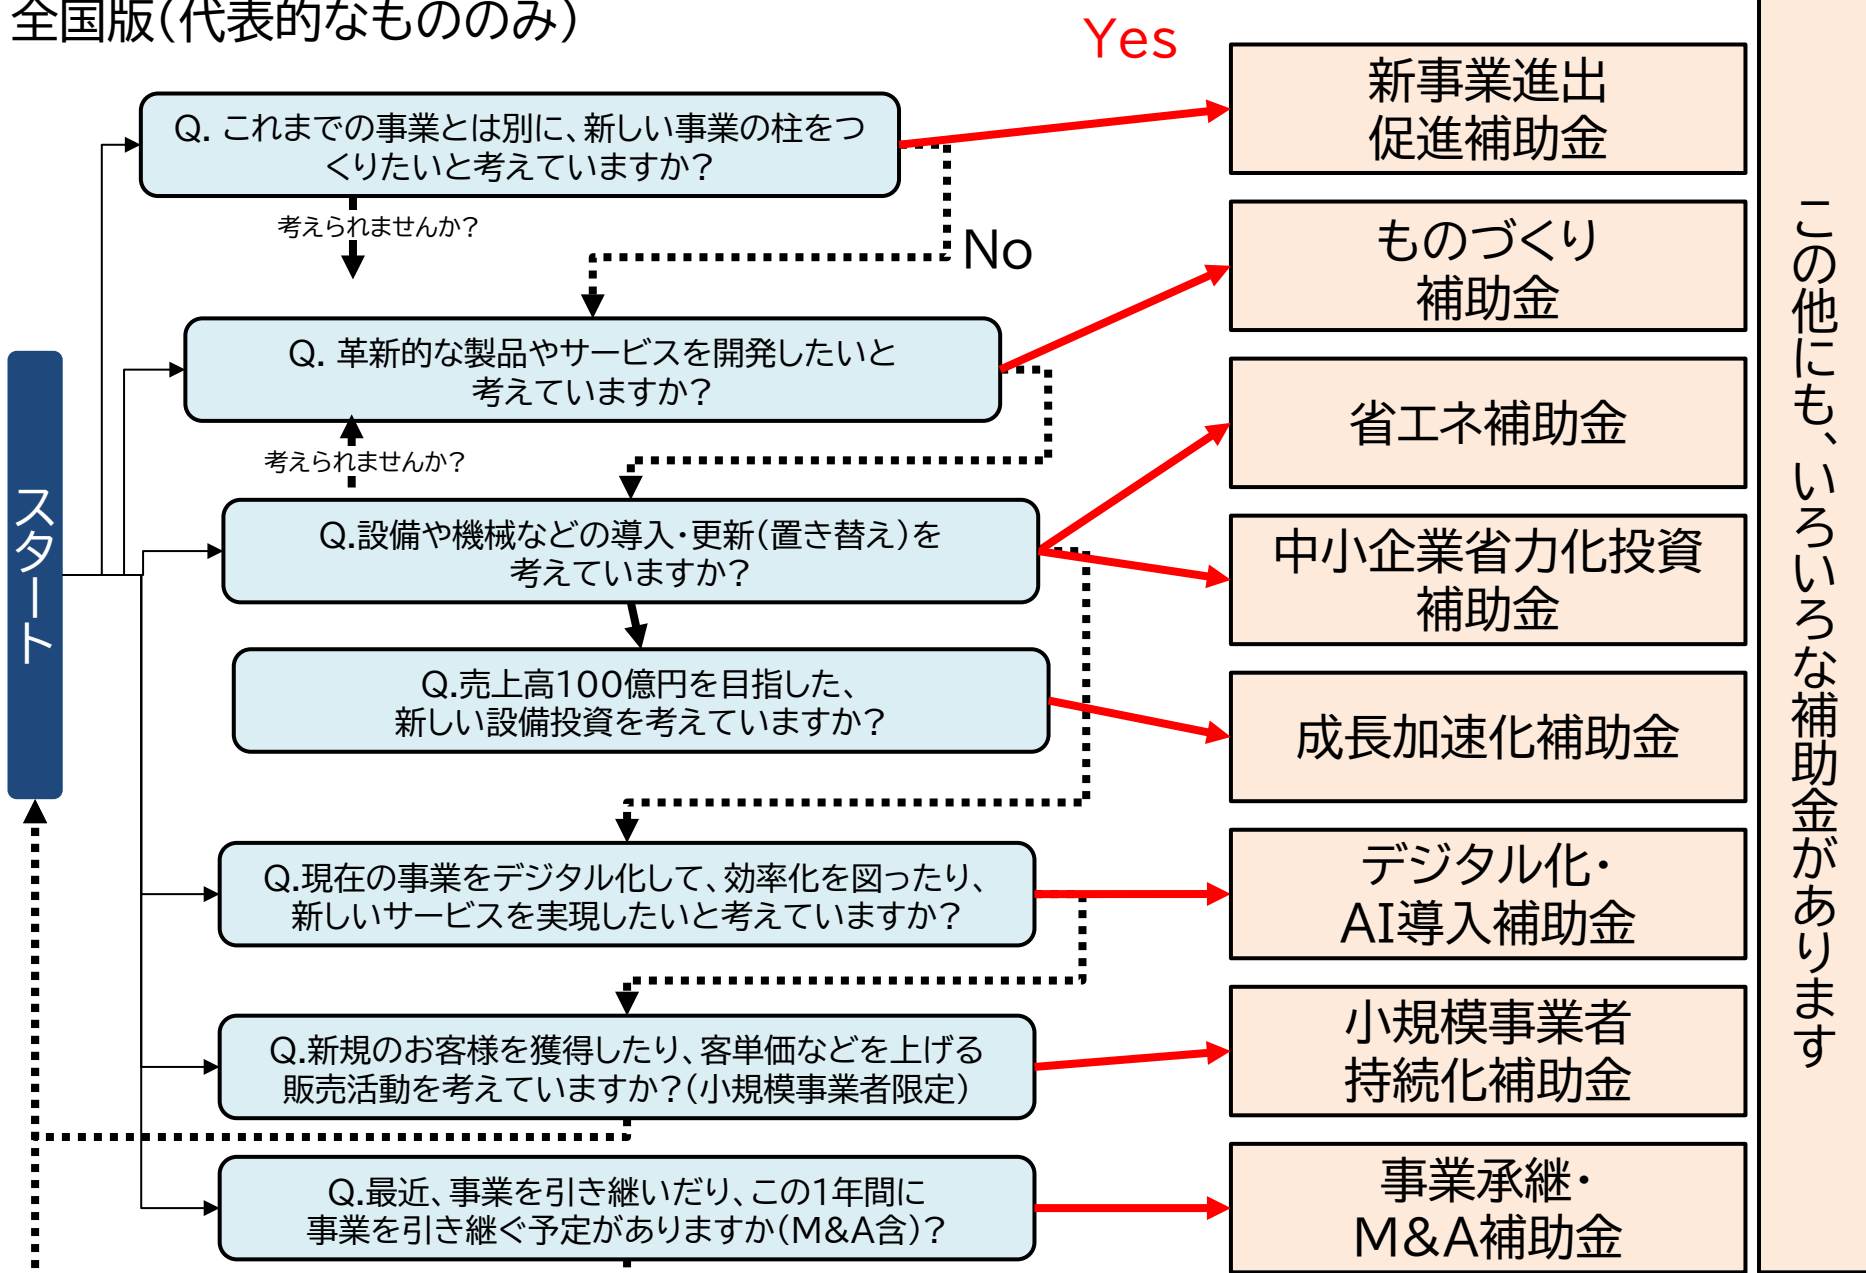 全国版（代表的なもののみ）
Yes
Q. これまでの事業とは別に、新しい事業の柱をつ
くりたいと考えていますか？
新事業進出
促進補助金
考えられませんか？
No
ものづくり
補助金
Q. 革新的な製品やサービスを開発したいと
考えていますか？
考えられませんか？
省エネ補助金
スタート
Q.設備や機械などの導入・更新（置き替え）を
考えていますか？
中小企業省力化投資
補助金
Q.売上高100億円を目指した、
新しい設備投資を考えていますか？
成長加速化補助金
Q.現在の事業をデジタル化して、効率化を図ったり、
新しいサービスを実現したいと考えていますか？
デジタル化・
AI導入補助金
Q.新規のお客様を獲得したり、客単価などを上げる
販売活動を考えていますか？（小規模事業者限定）
小規模事業者
持続化補助金
Q.最近、事業を引き継いだり、この1年間に
事業を引き継ぐ予定がありますか（M&A含）？
事業承継・
M&A補助金
この他にも、いろいろな補助金があります